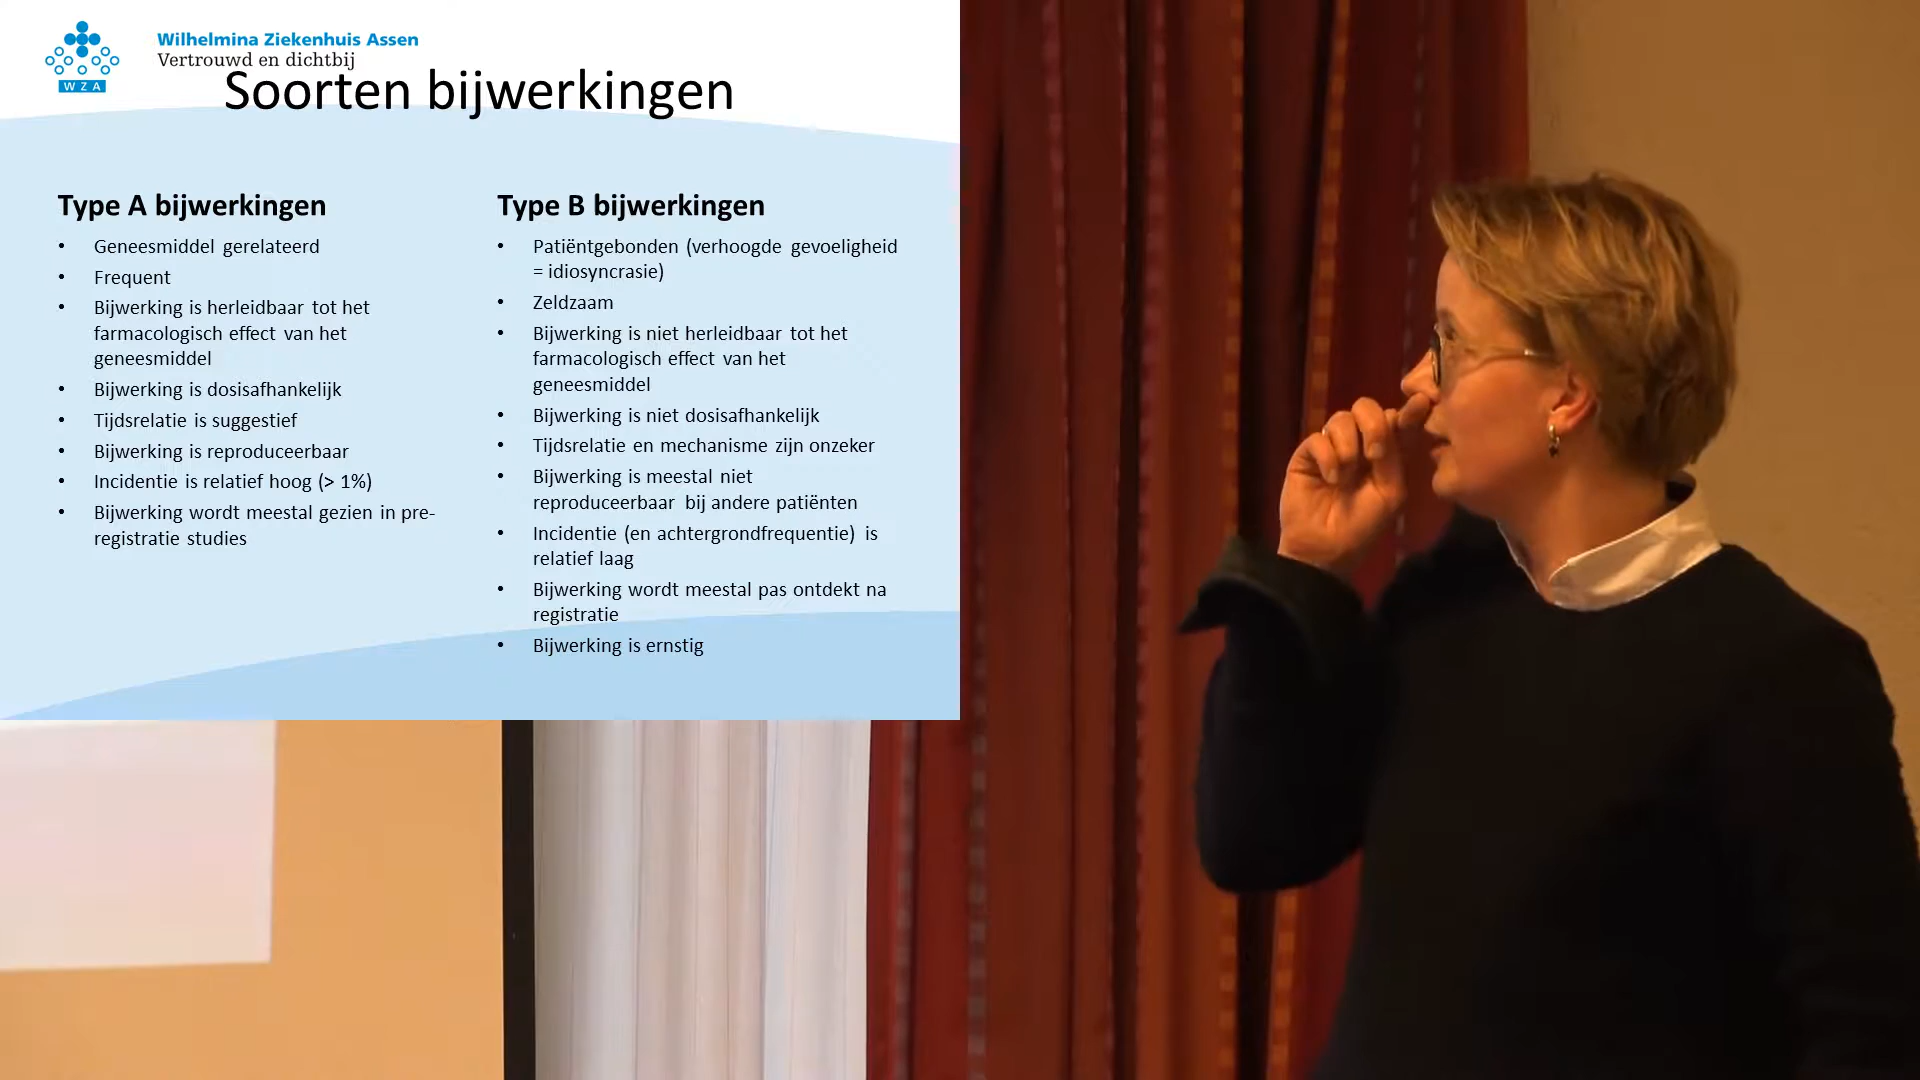 Wilhelmina Ziekenhuis Assen
Vertrouwd en dichtbij
W Z A
Soorten bijwerkingen
Type A bijwerkingen
• Geneesmiddel gerelateerd
• Frequent
• Bijwerking is herleidbaar tot het
farmacologisch effect van het
geneesmiddel
• Bijwerking is dosisafhankelijk
• Tijdsrelatie is suggestief
• Bijwerking is reproduceerbaar
• Incidentie is relatief hoog (> 1%)
• Bijwerking wordt meestal gezien in pre-
registratie studies
Type B bijwerkingen
• Patiëntgebonden (verhoogde gevoeligheid
= idiosyncrasie)
• Zeldzaam
• Bijwerking is niet herleidbaar tot het
farmacologisch effect van het
geneesmiddel
• Bijwerking is niet dosisafhankelijk
• Tijdsrelatie en mechanisme zijn onzeker
• Bijwerking is meestal niet
reproduceerbaar bij andere patiënten
• Incidentie (en achtergrondfrequentie) is
relatief laag
• Bijwerking wordt meestal pas ontdekt na
registratie
• Bijwerking is ernstig